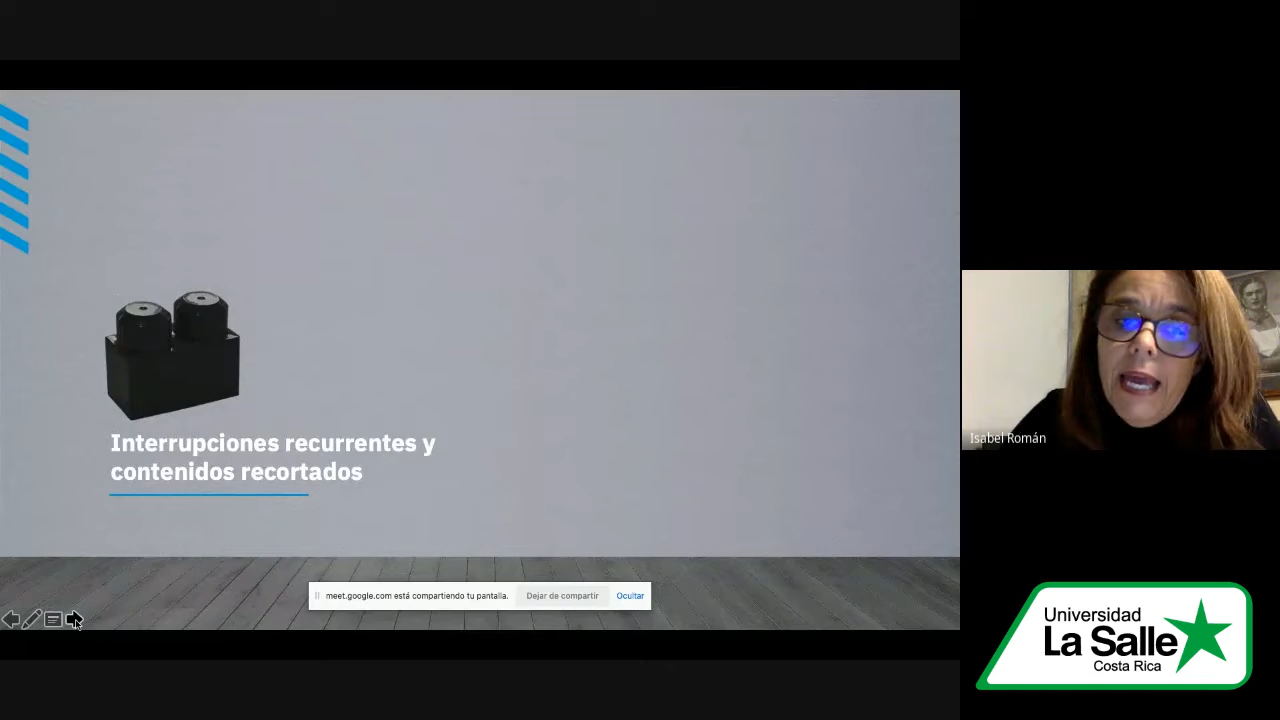 Interrupciones recurrentes y
contenidos recortados
meet.google.com está compartiendo tu pantalla.
Dejar de compartir
Ocultar
Isabel Román
Universidad
La Salle
Costa Rica